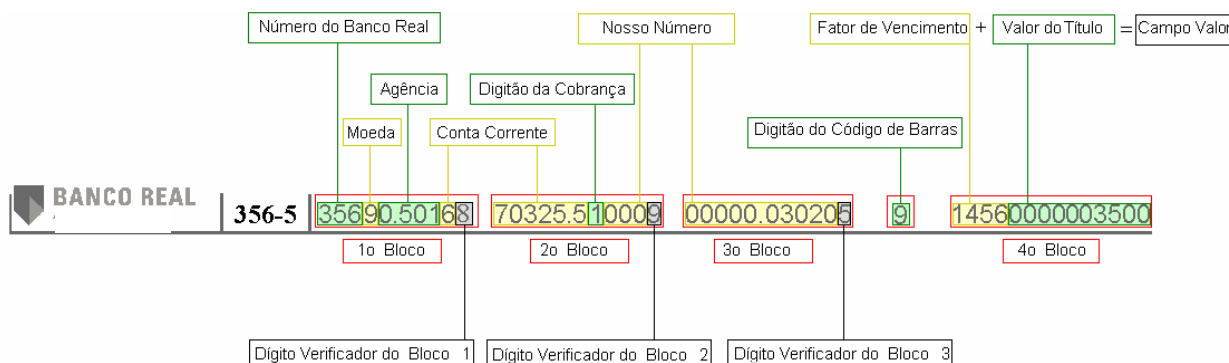 Número do Banco Real
Nosso Número
Fator de Vencimento + Valor do Título = Campo Valor
Agência
Digitão da Cobrança
Moeda
Conta Corrente
Digitão do Código de Barras
BANCO REAL
356-5
35690.50168 70325.510009 00000.030205 9 14560000003500
1o Bloco
2o Bloco
3o Bloco
4o Bloco
Dígito Verificador do Bloco 1
Dígito Verificador do Bloco 2
Dígito Verificador do Bloco 3